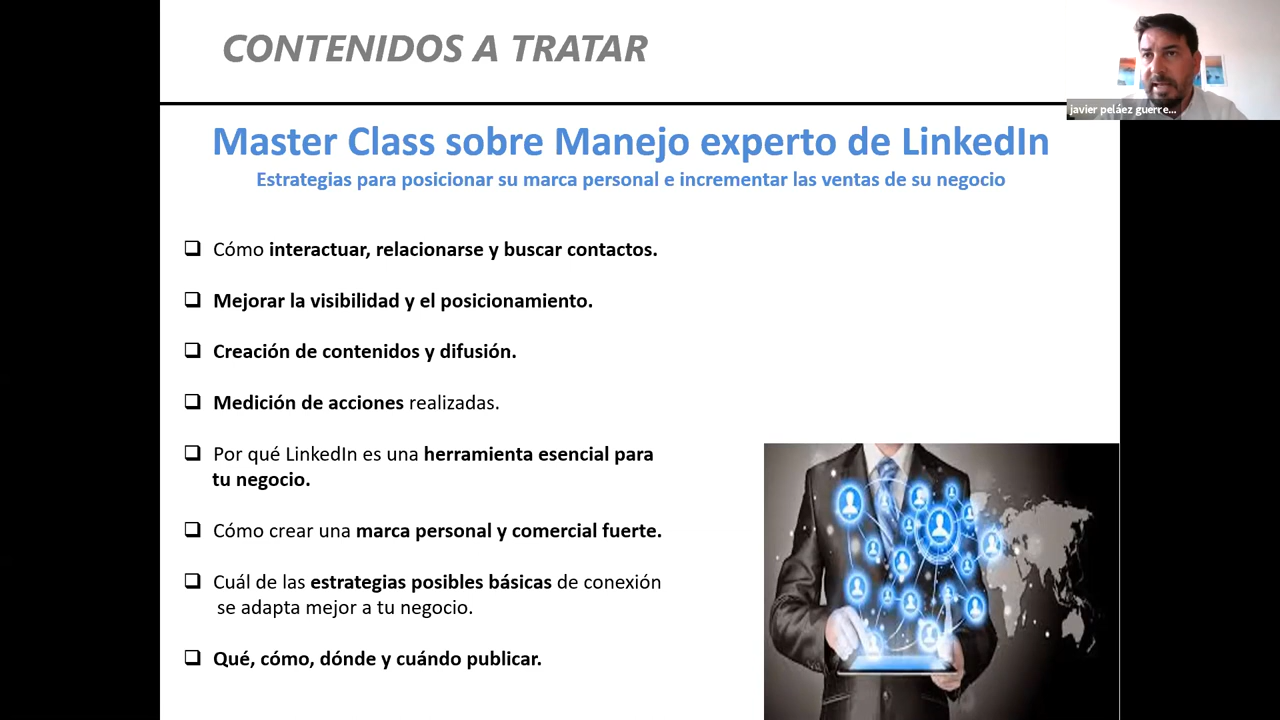 CONTENIDOS A TRATAR
javier peláez guerre...
Master Class sobre Manejo experto de LinkedIn
Estrategias para posicionar su marca personal e incrementar las ventas de su negocio
❑ Cómo interactuar, relacionarse y buscar contactos.
❑ Mejorar la visibilidad y el posicionamiento.
❑ Creación de contenidos y difusión.
❑ Medición de acciones realizadas.
❑ Por qué LinkedIn es una herramienta esencial para
tu negocio.
❑ Cómo crear una marca personal y comercial fuerte.
❑ Cuál de las estrategias posibles básicas de conexión
se adapta mejor a tu negocio.
❑ Qué, cómo, dónde y cuándo publicar.